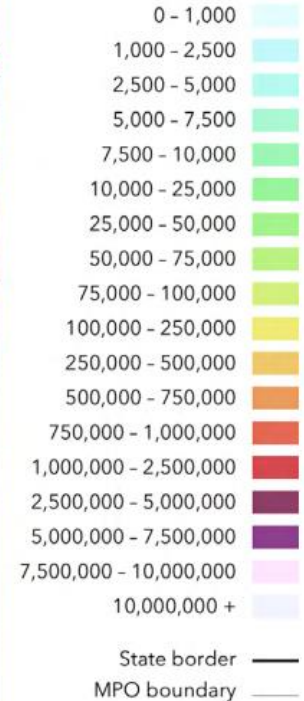 0 – 1,000
1,000 – 2,500
2,500 – 5,000
5,000 – 7,500
7,500 – 10,000
10,000 – 25,000
25,000 – 50,000
50,000 – 75,000
75,000 – 100,000
100,000 – 250,000
250,000 – 500,000
500,000 – 750,000
750,000 – 1,000,000
1,000,000 – 2,500,000
2,500,000 – 5,000,000
5,000,000 – 7,500,000
7,500,000 – 10,000,000
10,000,000 +
State border
MPO boundary